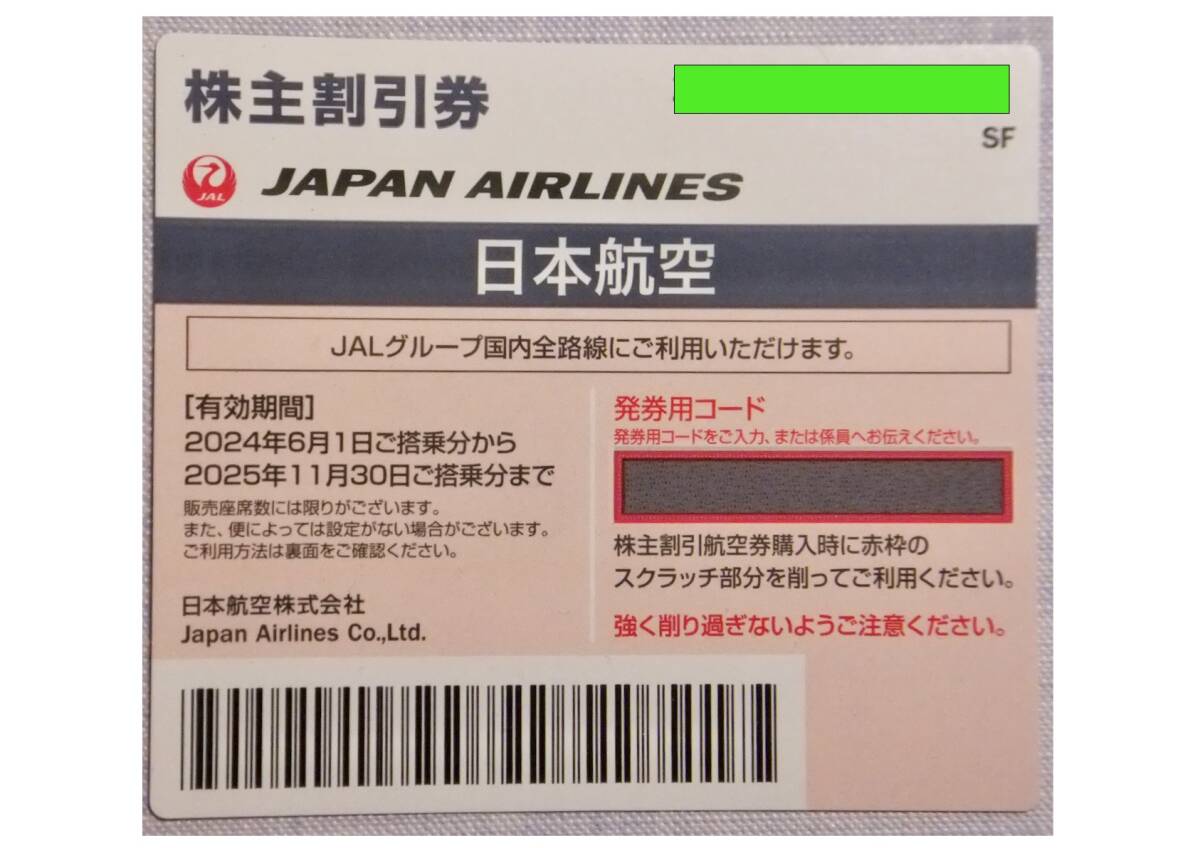 株主割引券
SF
JAL
JAPAN AIRLINES
日本航空
JALグループ国内全路線にご利用いただけます。
[有効期間]
2024年6月1日ご搭乗分から
2025年11月30日ご搭乗分まで
販売座席数には限りがございます。
また、便によっては設定がない場合がございます。
ご利用方法は裏面をご確認ください。
日本航空株式会社
Japan Airlines Co.,Ltd.
発券用コード
発券用コードをご入力、または係員へお伝えください。
株主割引航空券購入時に赤枠の
スクラッチ部分を削ってご利用ください。
強く削り過ぎないようご注意ください。